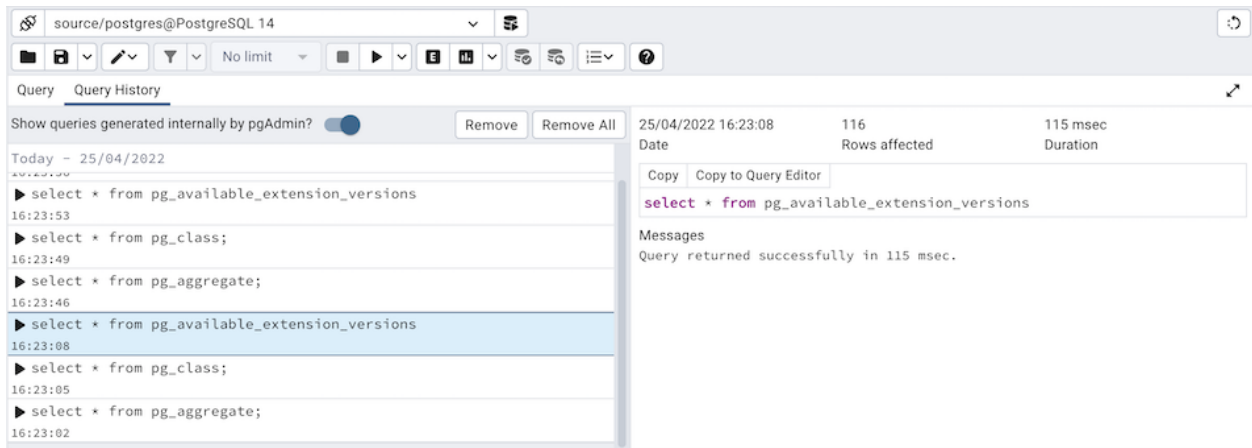 source/postgres@PostgreSQL 14
No limit
Query Query History
Show queries generated internally by pgAdmin? Remove Remove All
Today - 25/04/2022
select * from pg_available_extension_versions
16:23:53
select * from pg_class;
16:23:49
select * from pg_aggregate;
16:23:46
select * from pg_available_extension_versions
16:23:08
select * from pg_class;
16:23:05
select * from pg_aggregate;
16:23:02
25/04/2022 16:23:08 116 115 msec
Date Rows affected Duration
Copy Copy to Query Editor
select * from pg_available_extension_versions
Messages
Query returned successfully in 115 msec.